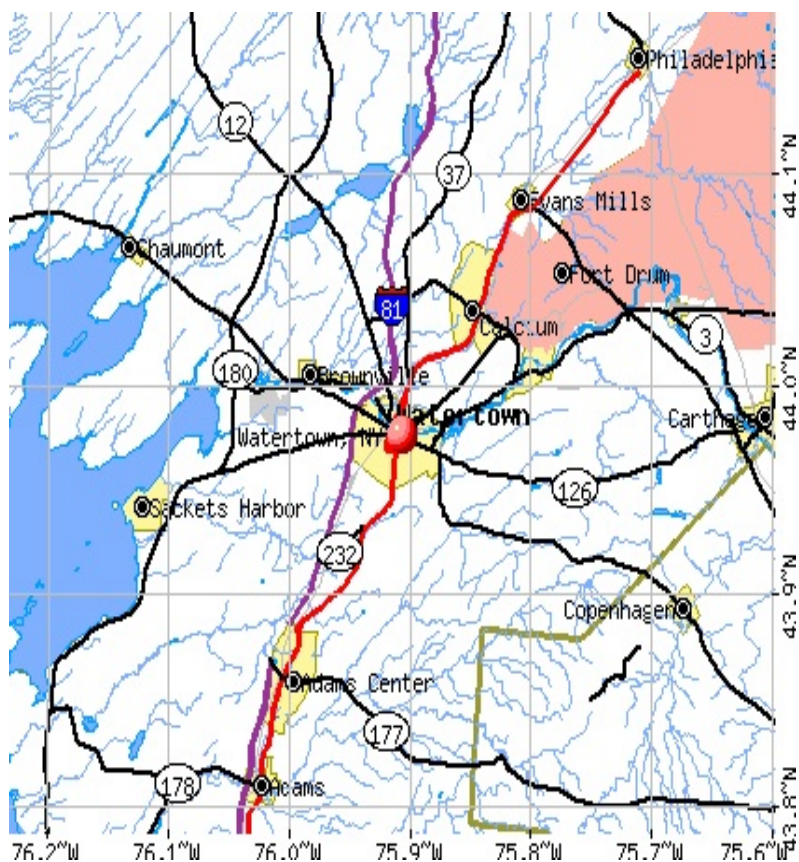 Philadelphia
12
37
44.1°N
Evans Mills
Chaumont
Fort Drum
81
Calcium
3
180
Brownville
44.0°N
Watertown
Carthage
Watertown, NY
126
Sackets Harbor
232
43.9°N
Copenhagen
Adams Center
177
178
Adams
43.8°N
76.2°W 76.1°W 76.0°W 75.9°W 75.8°W 75.7°W 75.6°W